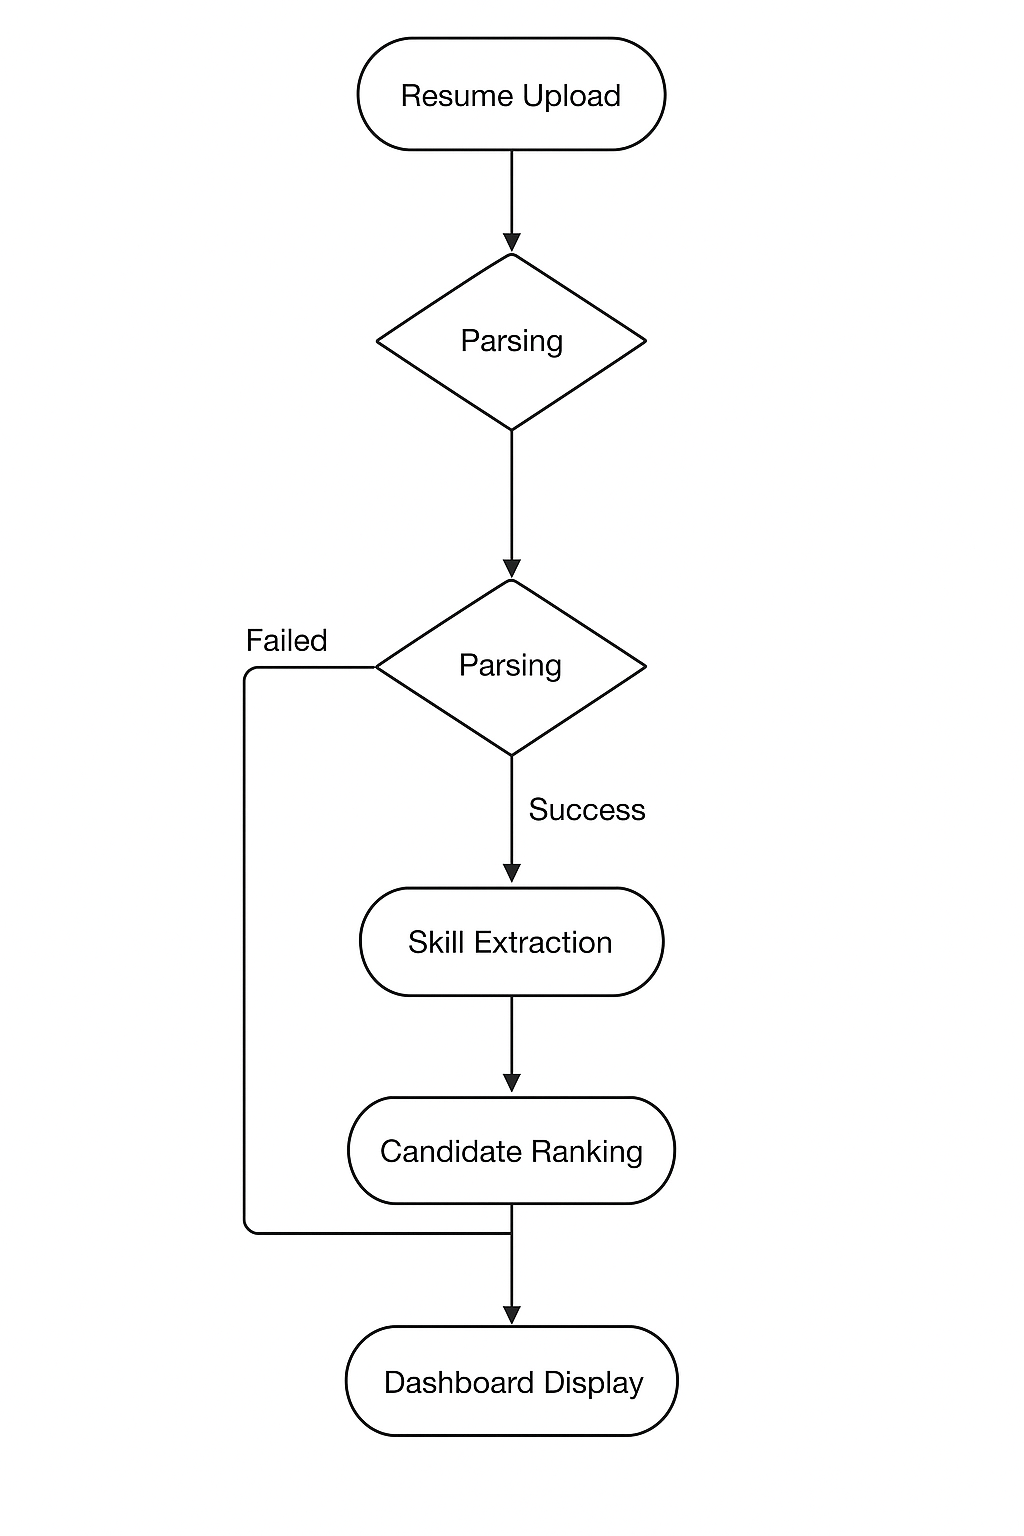 Resume Upload
Parsing
Failed
Parsing
Success
Skill Extraction
Candidate Ranking
Dashboard Display